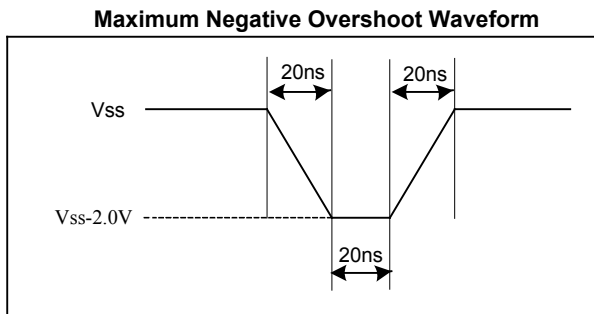 Maximum Negative Overshoot Waveform
20ns 20ns
Vss
Vss-2.0V
20ns